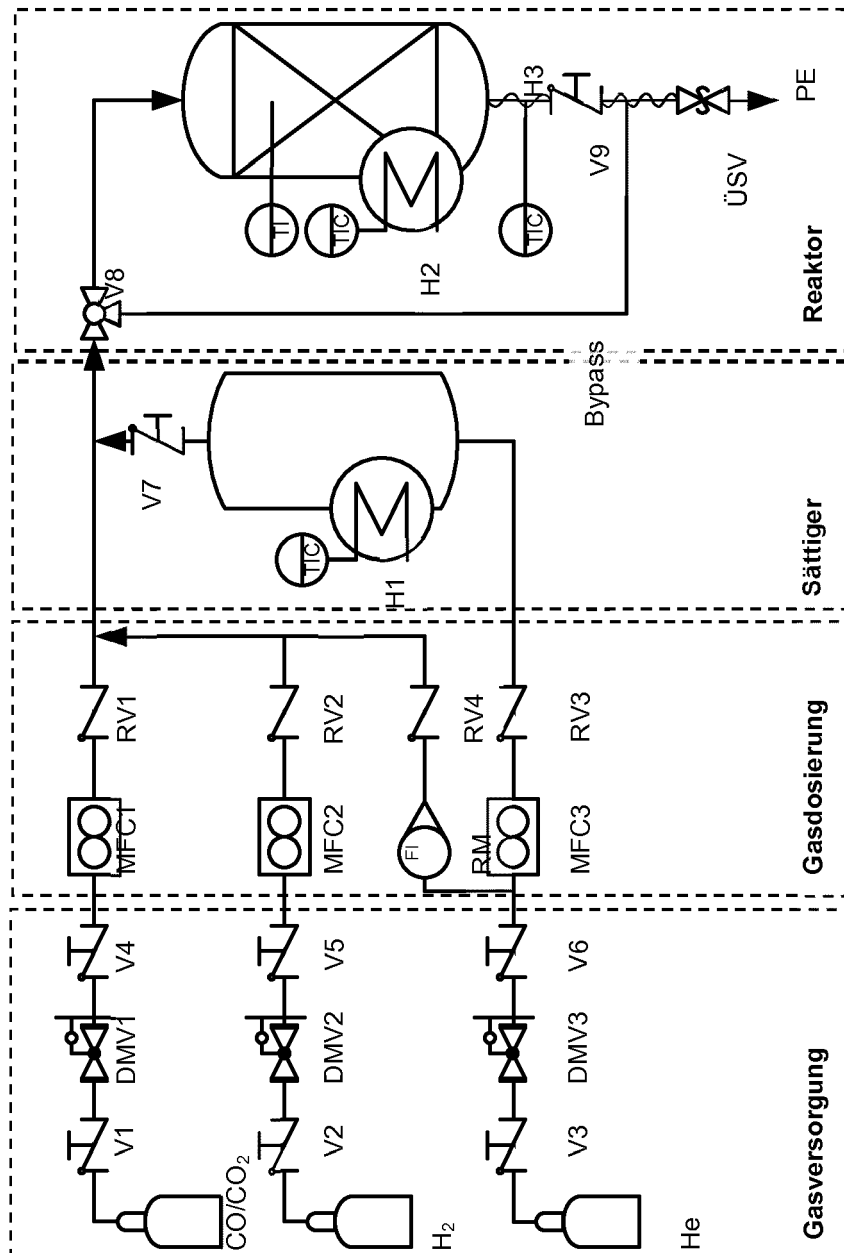 CO/CO₂
V1
DMV1
V4
H₂
V2
DMV2
V5
He
V3
DMV3
V6
Gasversorgung
MFC1
RV1
MFC2
RV2
FI
RM
RV4
MFC3
RV3
Gasdosierung
V7
TIC
H1
Sättiger
V8
TI
TIC
H2
H3
TIC
V9
Bypass
ÜSV
PE
Reaktor